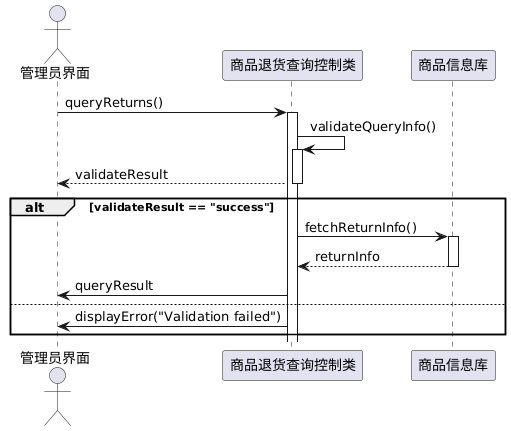 管理员界面
商品退货查询控制类
商品信息库
queryReturns()
validateQueryInfo()
validateResult
alt
[validateResult == "success"]
fetchReturnInfo()
returnInfo
queryResult
displayError("Validation failed")
管理员界面
商品退货查询控制类
商品信息库